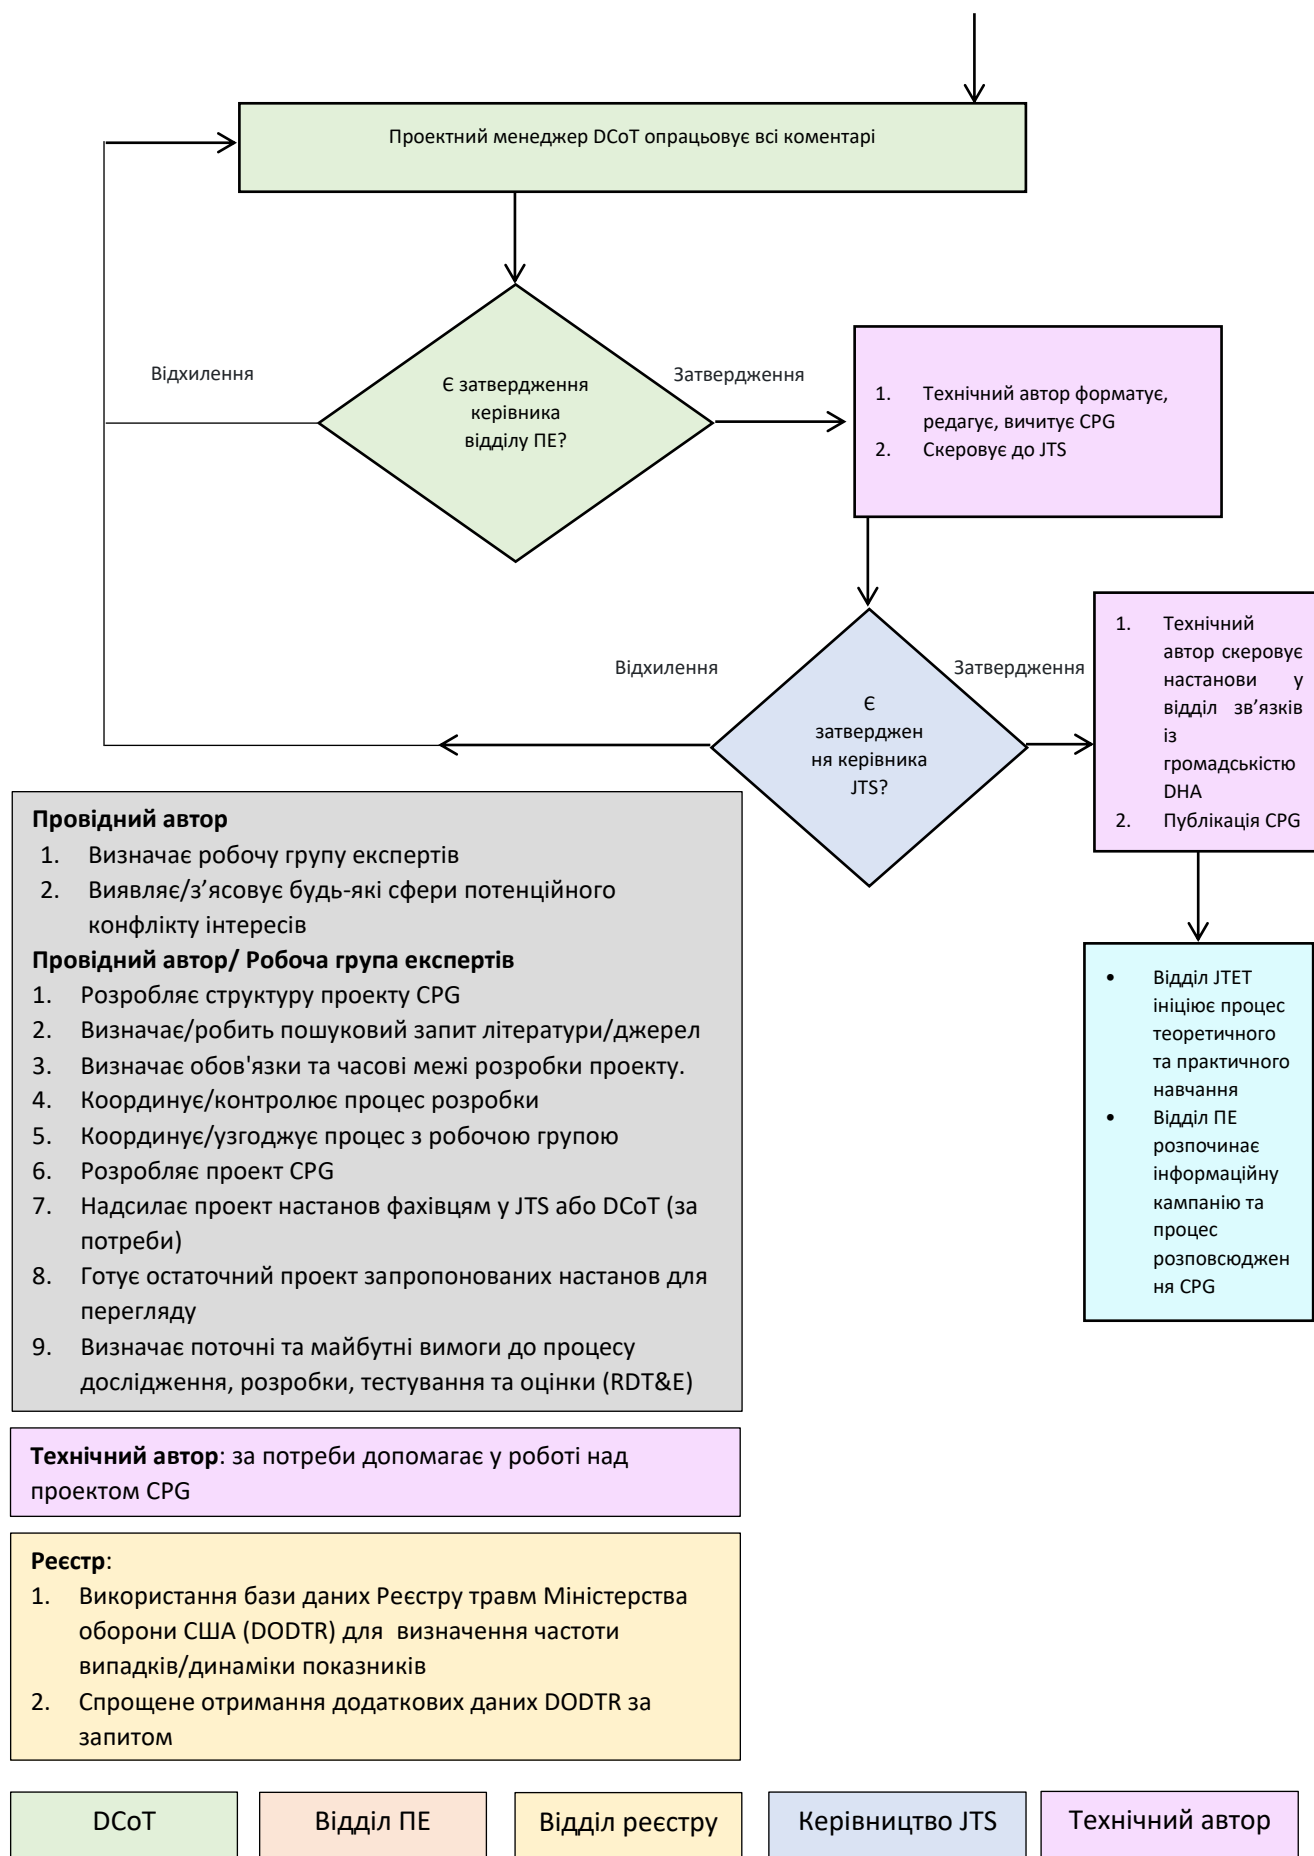 Проектний менеджер DCoT опрацьовує всі коментарі
Відхилення
Є затвердження
керівника
відділу ПЕ?
Затвердження
1. Технічний автор форматує,
редагує, вичитує CPG
2. Скеровує до JTS
Відхилення
Є
затверджен
ня керівника
JTS?
Затвердження
1. Технічний
автор скеровує
настанови у
відділ зв’язків
із
громадськістю
DHA
2. Публікація CPG
• Відділ JTET
ініціює процес
теоретичного
та практичного
навчання
• Відділ ПЕ
розпочинає
інформаційну
кампанію та
процес
розповсюджен
ня CPG
Провідний автор
1. Визначає робочу групу експертів
2. Виявляє/з’ясовує будь-які сфери потенційного
конфлікту інтересів
Провідний автор/ Робоча група експертів
1. Розробляє структуру проекту CPG
2. Визначає/робить пошуковий запит літератури/джерел
3. Визначає обов'язки та часові межі розробки проекту.
4. Координує/контролює процес розробки
5. Координує/узгоджує процес з робочою групою
6. Розробляє проект CPG
7. Надсилає проект настанов фахівцям у JTS або DCoT (за
потреби)
8. Готує остаточний проект запропонованих настанов для
перегляду
9. Визначає поточні та майбутні вимоги до процесу
дослідження, розробки, тестування та оцінки (RDT&E)
Технічний автор: за потреби допомагає у роботі над
проектом CPG
Реєстр:
1. Використання бази даних Реєстру травм Міністерства
оборони США (DODTR) для визначення частоти
випадків/динаміки показників
2. Спрощене отримання додаткових даних DODTR за
запитом
DCoT
Відділ ПЕ
Відділ реєстру
Керівництво JTS
Технічний автор